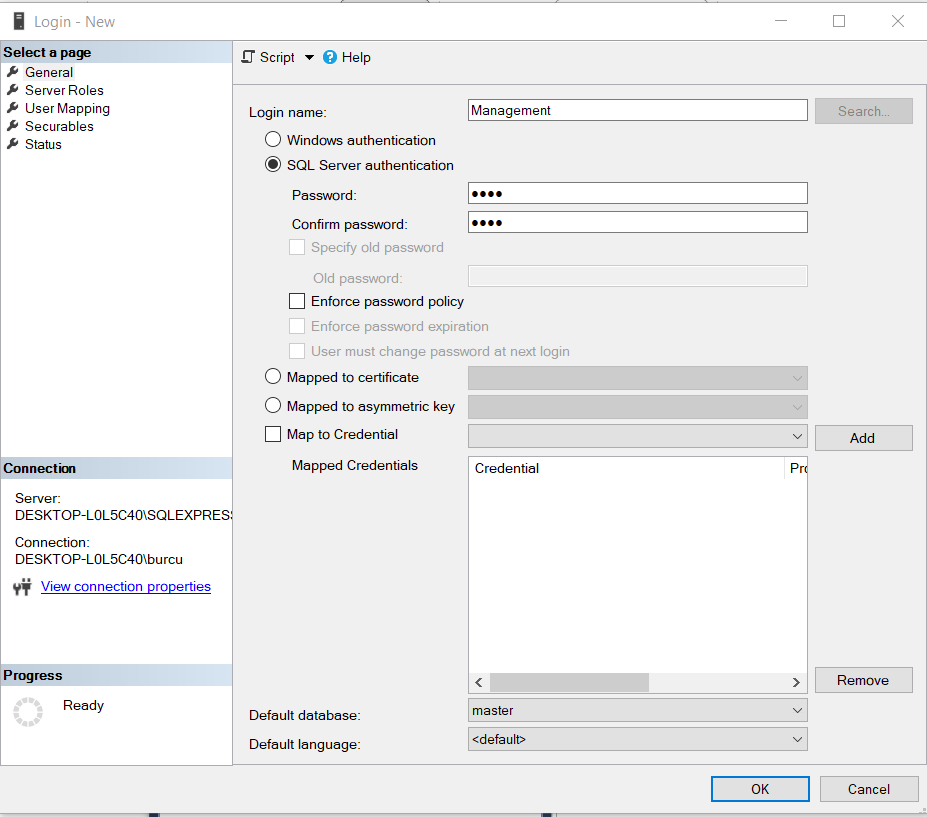 Login - New
Select a page
General
Server Roles
User Mapping
Securables
Status
Connection
Server:
DESKTOP-L0L5C40\SQLEXPRESS
Connection:
DESKTOP-L0L5C40\burcu
View connection properties
Progress
Ready
Script Help
Login name: Management Search...
Windows authentication
SQL Server authentication
Password: ●●●●
Confirm password: ●●●●
Specify old password
Old password:
Enforce password policy
Enforce password expiration
User must change password at next login
Mapped to certificate
Mapped to asymmetric key
Map to Credential Add
Mapped Credentials Credential Pro
Remove
Default database: master
Default language: <default>
OK Cancel